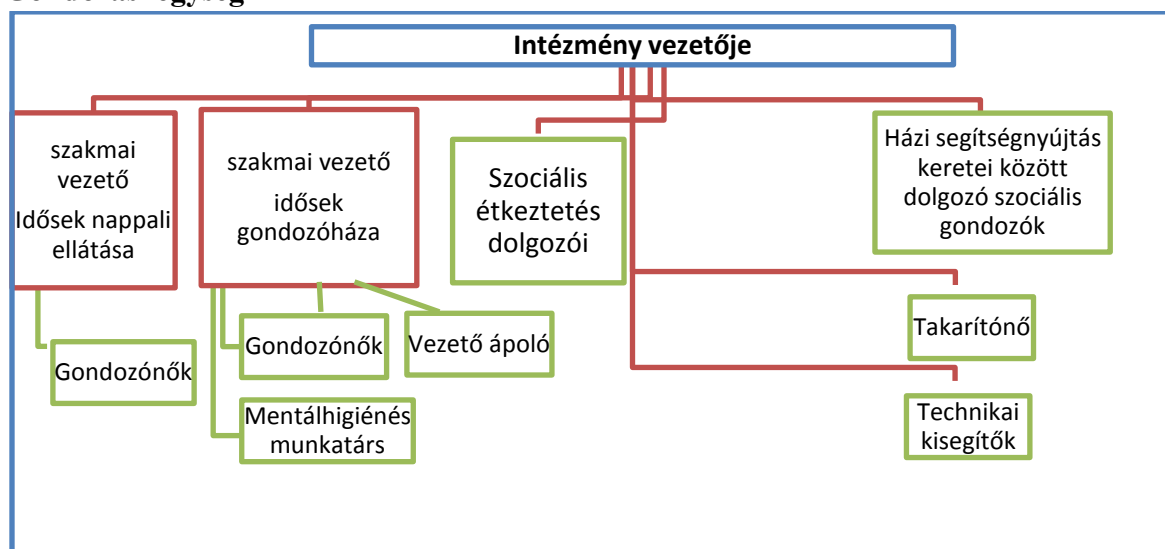 Intézmény vezetője
szakmai
vezető
Idősek nappali
ellátása
szakmai vezető
idősek
gondozóháza
Szociális
étkeztetés
dolgozói
Házi segítségnyújtás
keretei között
dolgozó szociális
gondozók
Gondozónők
Gondozónők
Vezető ápoló
Mentálhigiénés
munkatárs
Takarítónő
Technikai
kisegítők